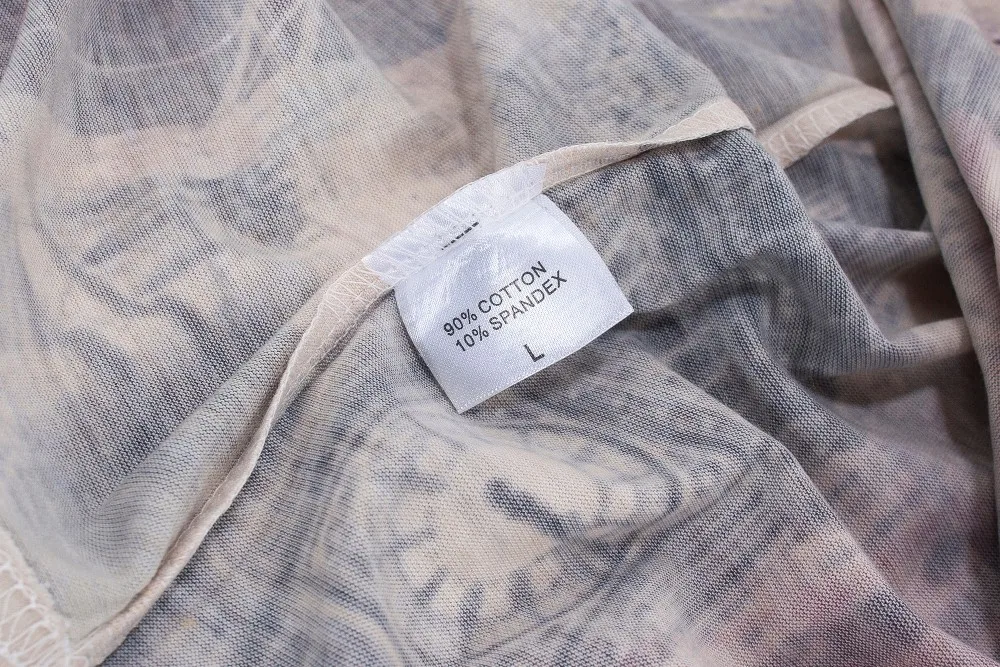 90% COTTON
10% SPANDEX
L